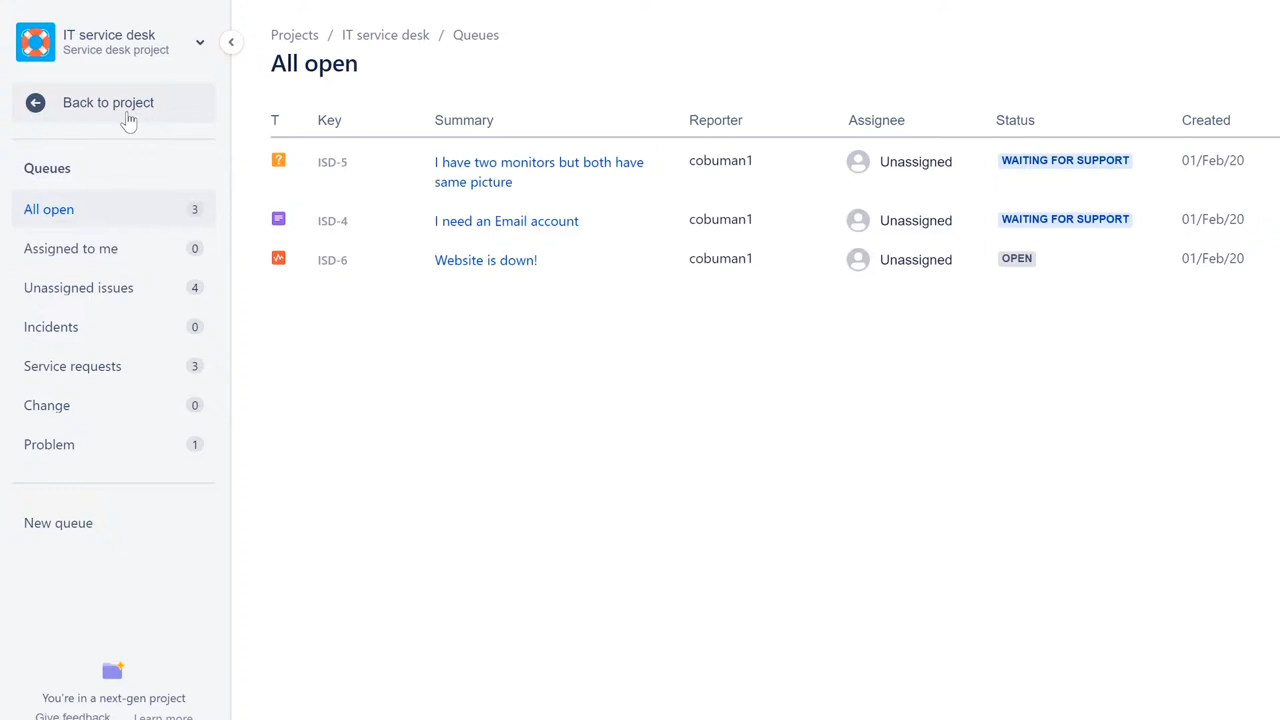 IT service desk
Service desk project
Back to project
Queues
All open 3
Assigned to me 0
Unassigned issues 4
Incidents 0
Service requests 3
Change 0
Problem 1
New queue
You're in a next-gen project
Give feedback Learn more
Projects / IT service desk / Queues
All open
T Key Summary Reporter Assignee Status Created
? ISD-5 I have two monitors but both have cobuman1 Unassigned WAITING FOR SUPPORT 01/Feb/20
same picture
ISD-4 I need an Email account cobuman1 Unassigned WAITING FOR SUPPORT 01/Feb/20
ISD-6 Website is down! cobuman1 Unassigned OPEN 01/Feb/20